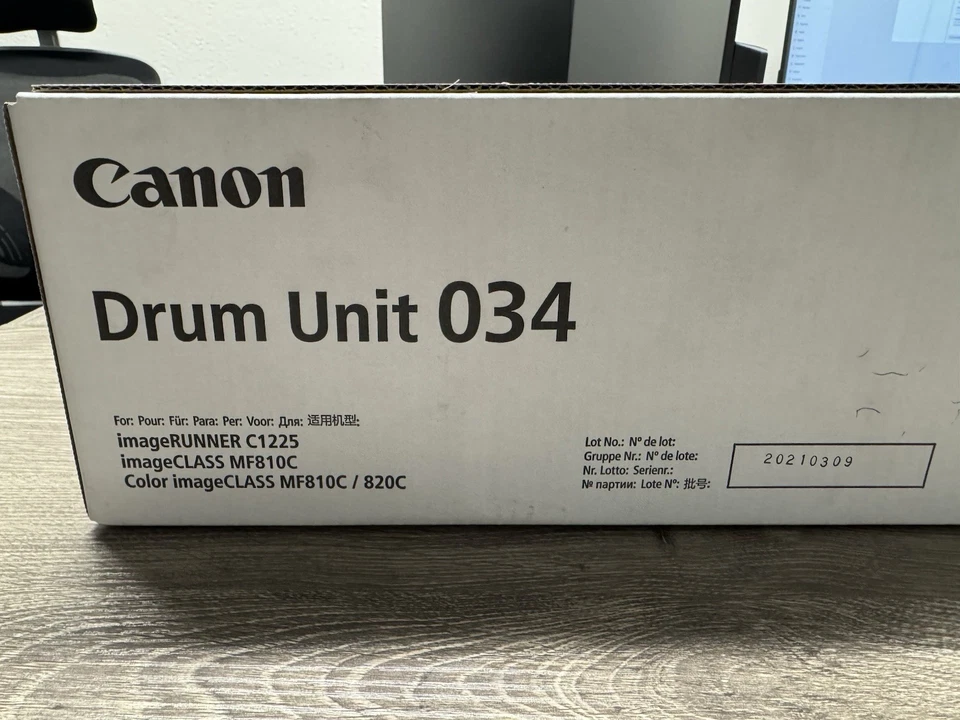 Canon
Drum Unit 034
For: Pour: Für: Para: Per: Voor: Для: 适用机型:
imageRUNNER C1225
imageCLASS MF810C
Color imageCLASS MF810C / 820C
Lot No.: Nº de lot:
Gruppe Nr.: Nº de lote:
Nr. Lotto: Serienr.:
№ партии: Lote Nº: 批号:
20210309